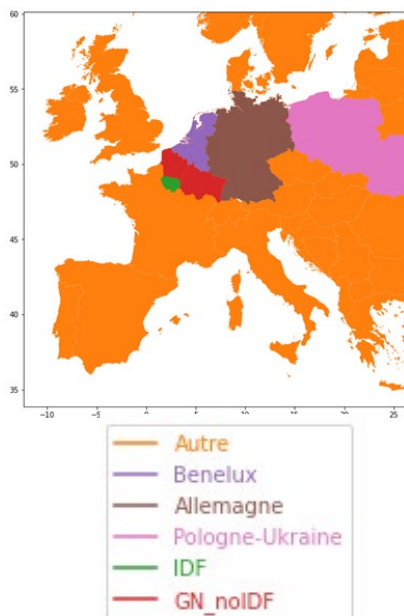 60
55
50
45
40
35
-10 -5 0 5 10 15 20 25
Autre
Benelux
Allemagne
Pologne-Ukraine
IDF
GN_noIDF